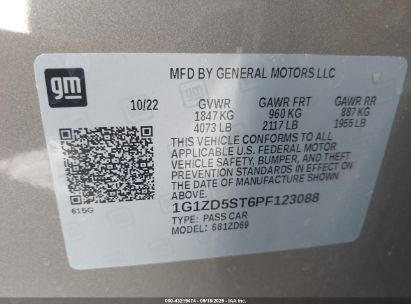 gm
MFD BY GENERAL MOTORS LLC
10/22 GVWR GAWR FRT GAWR RR
1847 KG 960 KG 887 KG
4073 LB 2117 LB 1955 LB
THIS VEHICLE CONFORMS TO ALL
APPLICABLE U.S. FEDERAL MOTOR
VEHICLE SAFETY, BUMPER, AND THEFT
PREVENTION STANDARDS IN EFFECT ON
THE DATE OF MANUFACTURE SHOWN
ABOVE.
615G
1G1ZD5ST6PF123088
TYPE: PASS CAR
MODEL: 681ZD69